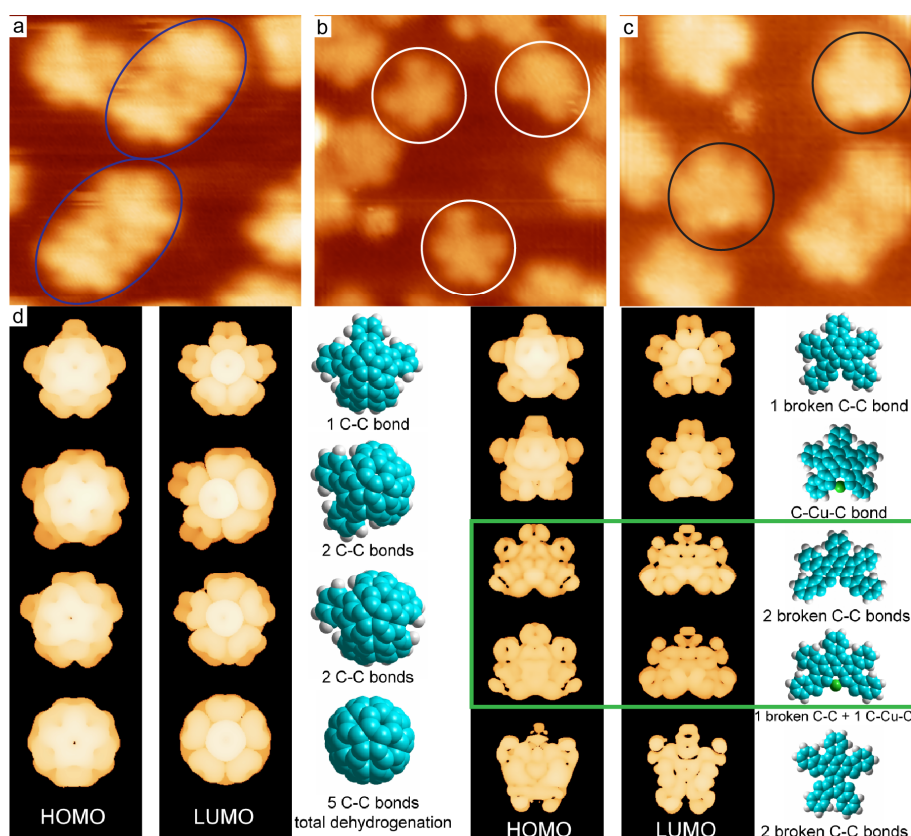 a
b
c
d
1 C-C bond
2 C-C bonds
2 C-C bonds
5 C-C bonds
total dehydrogenation
HOMO
LUMO
1 broken C-C bond
C-Cu-C bond
2 broken C-C bonds
1 broken C-C + 1 C-Cu-C
2 broken C-C bonds
HOMO
LUMO